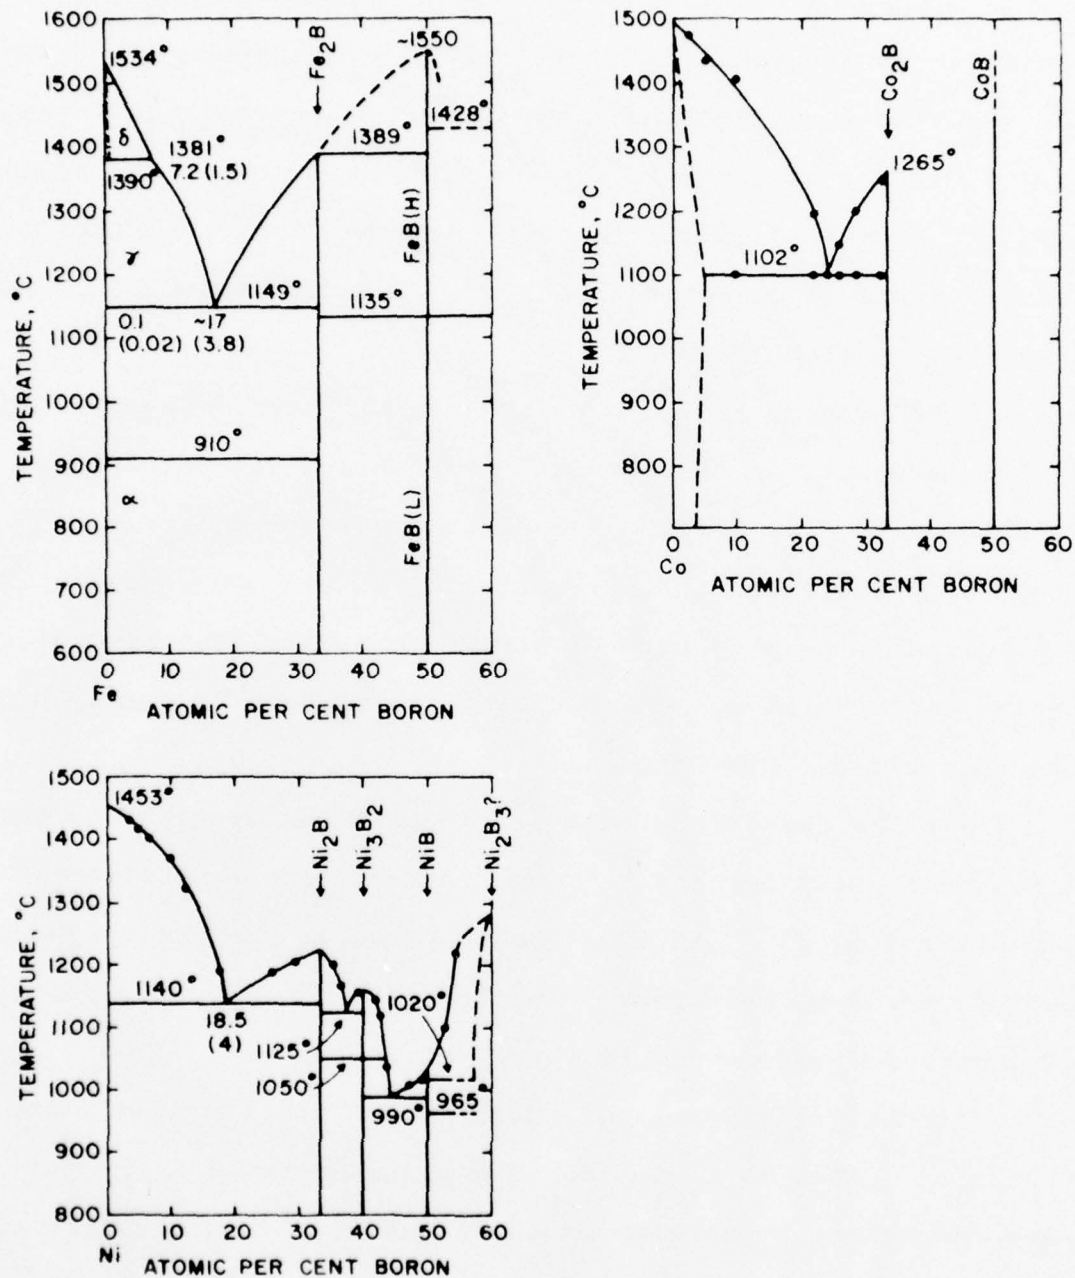 1600
1500
1400
1300
1200
1100
1000
900
800
700
600
TEMPERATURE, °C
1534°
δ
1390°
1381°
7.2 (1.5)
γ
0.1
(0.02)
~17
(3.8)
1149°
910°
α
Fe₂B
~1550
1428°
1389°
FeB(H)
1135°
FeB(L)
0 10 20 30 40 50 60
Fe
ATOMIC PER CENT BORON
1500
1400
1300
1200
1100
1000
900
800
TEMPERATURE, °C
Co₂B
CoB
1265°
1102°
0 10 20 30 40 50 60
Co
ATOMIC PER CENT BORON
1500
1400
1300
1200
1100
1000
900
800
TEMPERATURE, °C
1453°
Ni₂B
Ni₃B₂
NiB
Ni₂B₃?
1140°
18.5
(4)
1125°
1050°
1020°
990°
965°
0 10 20 30 40 50 60
Ni
ATOMIC PER CENT BORON